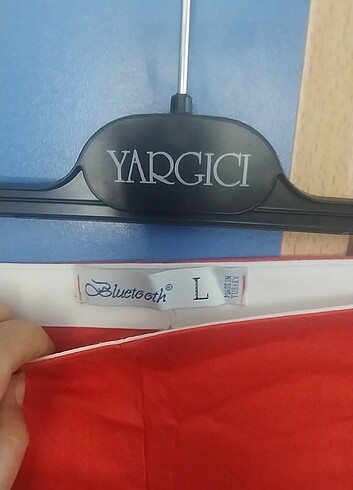 YARGICI
Bluetooth®
L
MADE IN
TURKEY